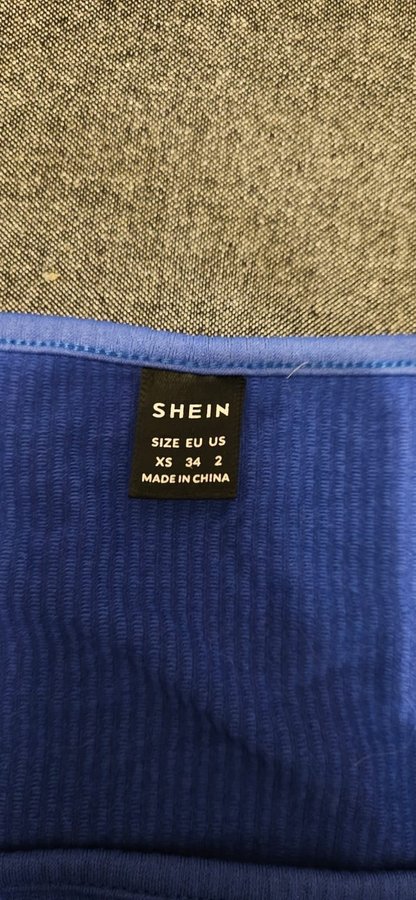 SHEIN
SIZE EU US
XS 34 2
MADE IN CHINA